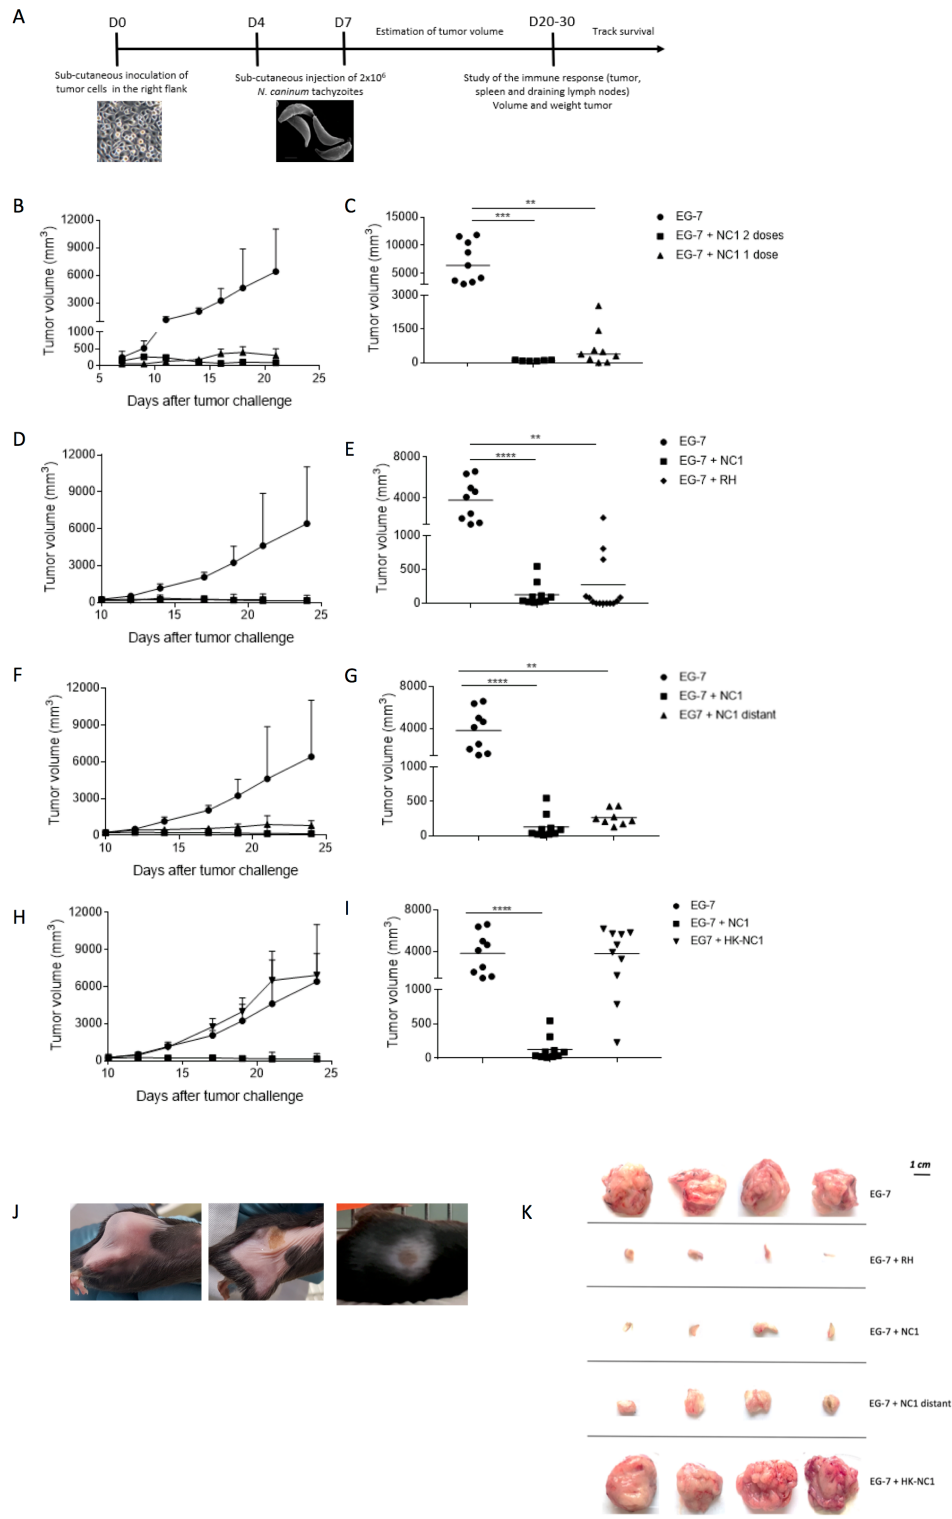 A
D0
D4
D7
Estimation of tumor volume
D20-30
Track survival
Sub-cutaneous inoculation of
tumor cells in the right flank
Sub-cutaneous injection of 2x10⁶
N. caninum tachyzoites
Study of the immune response (tumor,
spleen and draining lymph nodes)
Volume and weight tumor
B
Tumor volume (mm³)
12000
9000
6000
3000
1000
500
0
5
10
15
20
25
Days after tumor challenge
C
Tumor volume (mm³)
15000
10000
5000
3000
1500
0
**
***
EG-7
EG-7 + NC1 2 doses
EG-7 + NC1 1 dose
D
Tumor volume (mm³)
12000
9000
6000
3000
0
10
15
20
25
Days after tumor challenge
E
Tumor volume (mm³)
8000
4000
1000
500
0
**
****
EG-7
EG-7 + NC1
EG-7 + RH
F
Tumor volume (mm³)
12000
9000
6000
3000
0
10
15
20
25
Days after tumor challenge
G
Tumor volume (mm³)
8000
4000
1000
500
0
**
****
EG-7
EG-7 + NC1
EG7 + NC1 distant
H
Tumor volume (mm³)
12000
9000
6000
3000
0
10
15
20
25
Days after tumor challenge
I
Tumor volume (mm³)
8000
4000
1000
500
0
****
EG-7
EG-7 + NC1
EG7 + HK-NC1
J
K
1 cm
EG-7
EG-7 + RH
EG-7 + NC1
EG-7 + NC1 distant
EG-7 + HK-NC1